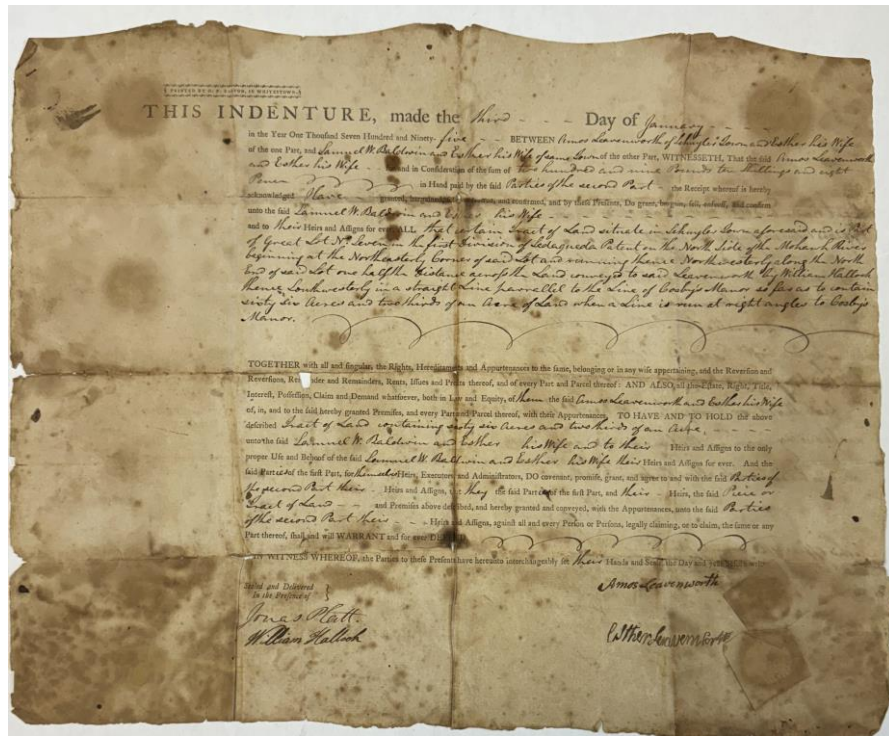 PRINTED BY O. P. EASTON, IN WHITESTOWN.
THIS INDENTURE, made the third - - - Day of January
in the Year One Thousand Seven Hundred and Ninety-five - - BETWEEN Amos Leavenworth of Schuyler Town and Esther his Wife
of the one Part, and Samuel W. Baldwin and Esther his Wife of same Town of the other Part, WITNESSETH, That the said Amos Leavenworth
and Esther his Wife - and in Consideration of the sum of two hundred and nine Pounds ten Shillings and eight
Pence in Hand paid by the said Parties of the second Part - the Receipt whereof is hereby
acknowledged Have granted, bargained, and confirmed, and by these Presents, Do grant, bargain, sell, enfeoff, and confirm
unto the said Samuel W. Baldwin and Esther his Wife - - - - -
and to their Heirs and Assigns for ever ALL that certain Tract of Land situate in Schuyler Town aforesaid and is Part
of Great Lot No. Seven in the first Division of Sedaqueda Patent on the North Side of the Mohawk River
beginning at the Northeasterly Corner of said Lot and running thence Northwesterly along the North
End of said Lot one half the distance across the Land conveyed to said Leavenworth by William Hallock
thence Southwesterly in a straight Line parrellel to the Line of Cosby's Manor so far as to contain
sixty six Acres and two thirds of an Acre of Land when a Line is run at right angles to Cosby's
Manor.
TOGETHER with all and singular, the Rights, Hereditaments and Appurtenances to the same, belonging or in any wise appertaining, and the Reversion and
Reversions, Remainder and Remainders, Rents, Issues and Profits thereof, and of every Part and Parcel thereof: AND ALSO, all the Estate, Right, Title,
Interest, Possession, Claim and Demand whatsoever, both in Law and Equity, of them the said Amos Leavenworth and Esther his Wife
of, in, and to the said hereby granted Premises, and every Part and Parcel thereof, with their Appurtenances, TO HAVE AND TO HOLD the above
described Tract of Land containing sixty six Acres and two thirds of an Acre. - - - -
unto the said Samuel W. Baldwin and Esther his Wife and to their Heirs and Assigns to the only
proper Use and Behoof of the said Samuel W. Baldwin and Esther his Wife theis Heirs and Assigns for ever. And the
said Parties of the first Part, for themselves Heirs, Executors and Administrators, DO covenant, promise, grant, and agree to and with the said Parties of
the second Part theirs - Heirs and Assigns, that they the said Parties of the first Part, and theirs - Heirs, the said Piece or
Tract of Land - - and Premises above described, and hereby granted and conveyed, with the Appurtenances, unto the said Parties
of the second Part theirs - - Heirs and Assigns, against all and every Person or Persons, legally claiming, or to claim, the same or any
Part thereof, shall and will WARRANT and for ever DEFEND.
IN WITNESS WHEREOF, the Parties to these Presents have hereunto interchangeably set their Hands and Seals, the Day and year
Sealed and Delivered
In the Presence of }
Amos Leavenworth
Jonas Platt.
William Hallock
Esther Leavenworth